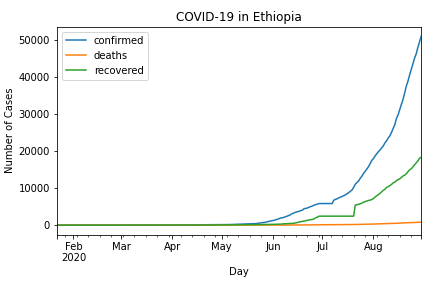 COVID-19 in Ethiopia
confirmed
deaths
recovered
50000
40000
30000
20000
10000
0
Number of Cases
Feb Mar Apr May Jun Jul Aug
2020
Day